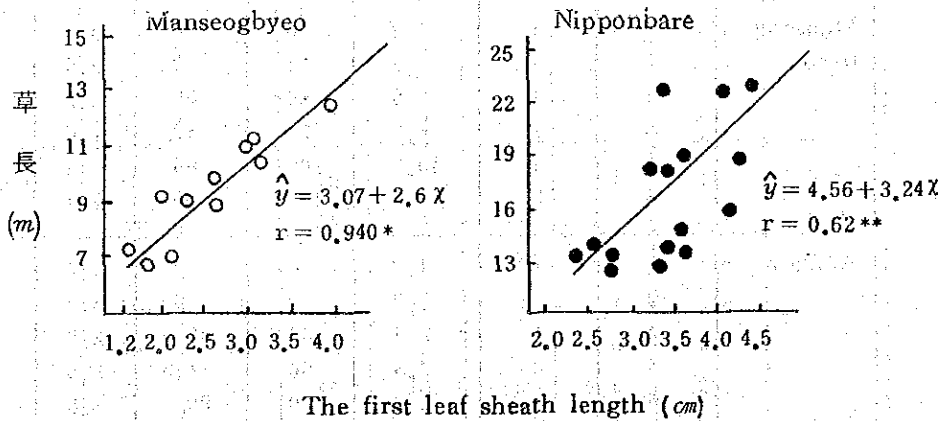 Manseogbyeo
15
13
11
9
7
草長
(m)
ŷ = 3.07 + 2.6 χ
r = 0.940 *
1.2 2.0 2.5 3.0 3.5 4.0
Nipponbare
25
22
19
16
13
ŷ = 4.56 + 3.24 χ
r = 0.62 **
2.0 2.5 3.0 3.5 4.0 4.5
The first leaf sheath length (cm)